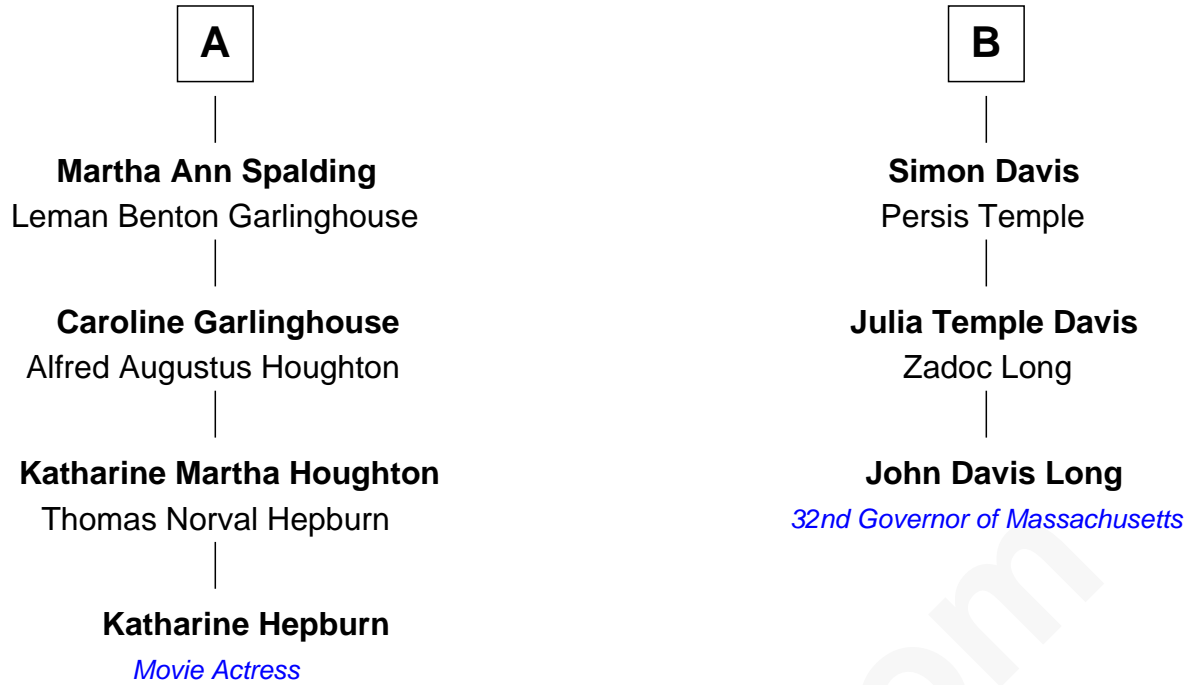 A
Martha Ann Spalding
Leman Benton Garlinghouse
Caroline Garlinghouse
Alfred Augustus Houghton
Katharine Martha Houghton
Thomas Norval Hepburn
Katharine Hepburn
Movie Actress
B
Simon Davis
Persis Temple
Julia Temple Davis
Zadoc Long
John Davis Long
32nd Governor of Massachusetts
om